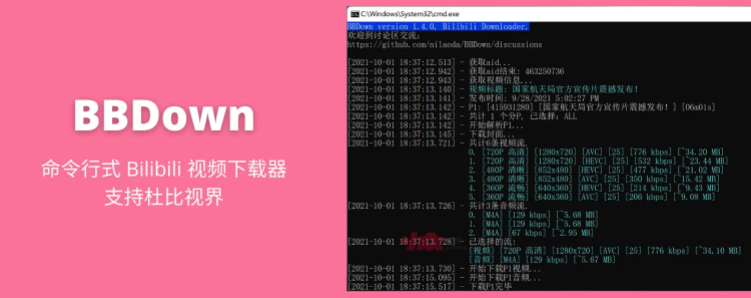 BBDown
命令行式 Bilibili 视频下载器
支持杜比视界
C:\Windows\System32\cmd.exe
BBDown version 1.4.0, Bilibili Downloader.
欢迎到讨论区交流:
https://github.com/nilaoda/BBDown/discussions
[2021-10-01 18:37:12.513] - 获取aid...
[2021-10-01 18:37:12.942] - 获取aid结束: 463250736
[2021-10-01 18:37:12.943] - 获取视频信息...
[2021-10-01 18:37:13.140] - 视频标题: 国家航天局官方宣传片震撼发布!
[2021-10-01 18:37:13.141] - 发布时间: 9/28/2021 5:02:27 PM
[2021-10-01 18:37:13.142] - P1: [415931280] [国家航天局官方宣传片震撼发布!] [06m01s]
[2021-10-01 18:37:13.142] - 共计 1 个分P, 已选择: ALL
[2021-10-01 18:37:13.142] - 开始解析P1...
[2021-10-01 18:37:13.145] - 下载封面...
[2021-10-01 18:37:13.721] - 共计6条视频流.
0. [720P 高清] [1280x720] [AVC] [25] [776 kbps] [~34.20 MB]
1. [720P 高清] [1280x720] [HEVC] [25] [532 kbps] [~23.44 MB]
2. [480P 清晰] [852x480] [HEVC] [25] [477 kbps] [~21.02 MB]
3. [480P 清晰] [852x480] [AVC] [25] [350 kbps] [~15.42 MB]
4. [360P 流畅] [640x360] [HEVC] [25] [214 kbps] [~9.43 MB]
5. [360P 流畅] [640x360] [AVC] [25] [206 kbps] [~9.08 MB]
[2021-10-01 18:37:13.726] - 共计3条音频流.
0. [M4A] [129 kbps] [~5.68 MB]
1. [M4A] [129 kbps] [~5.68 MB]
2. [M4A] [67 kbps] [~2.95 MB]
[2021-10-01 18:37:13.728] - 已选择的流:
[视频] [720P 高清] [1280x720] [AVC] [25] [776 kbps] [~34.10 MB]
[音频] [M4A] [129 kbps] [~5.67 MB]
[2021-10-01 18:37:13.730] - 开始下载P1视频...
[2021-10-01 18:37:15.095] - 开始下载P1音频...
[2021-10-01 18:37:15.517] - 下载P1完毕